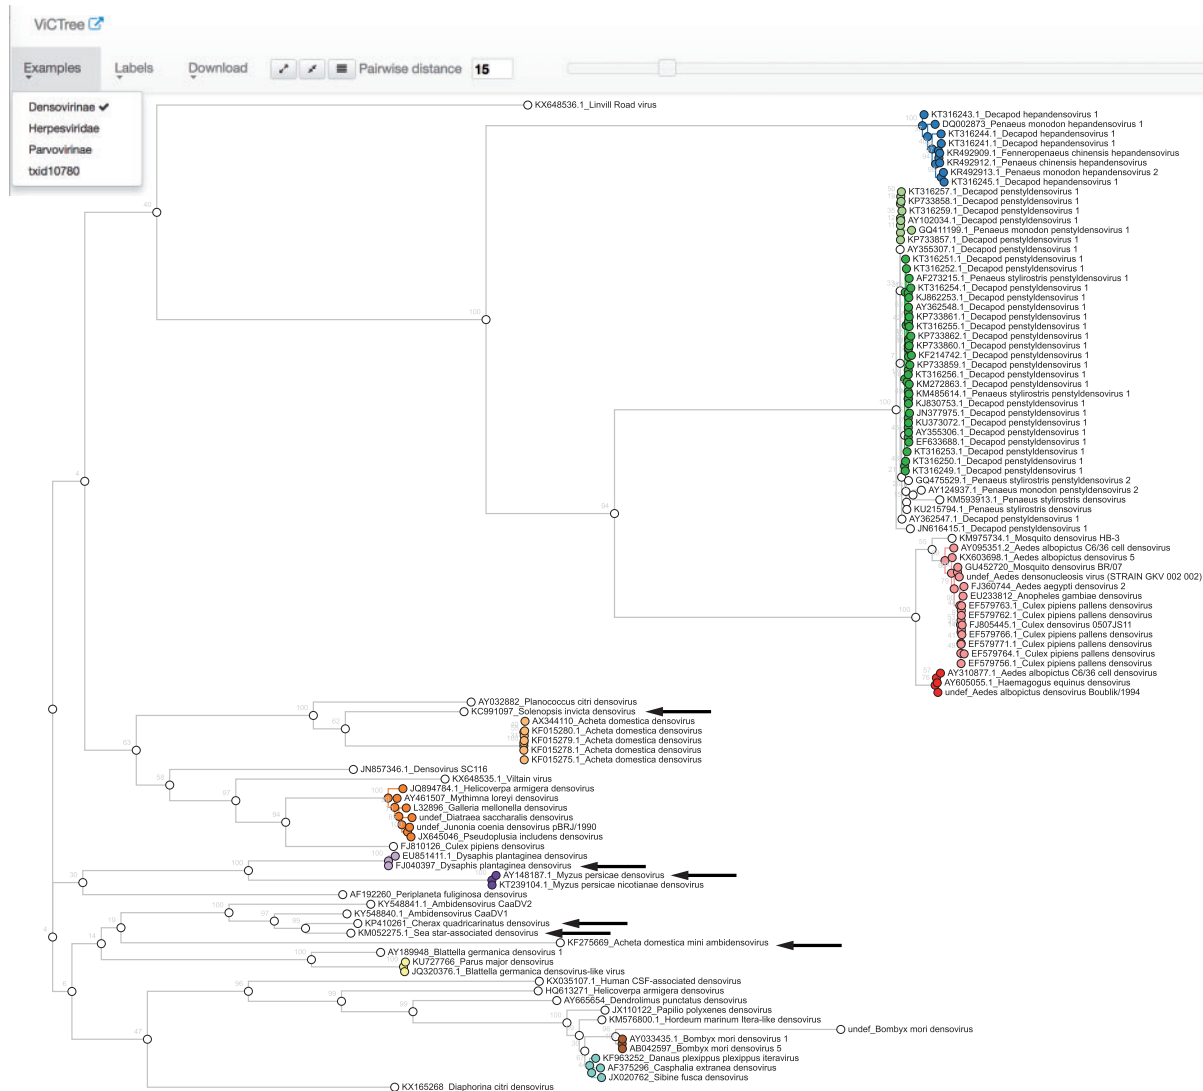 ViCTree
Examples Labels Download Pairwise distance 15
Densovirinae
Herpesviridae
Parvovirinae
txid10780
KX648536.1_Linvill Road virus
KT316243.1_Decapod hepandensovirus 1
DQ002873_Penaeus monodon hepandensovirus 1
KT316244.1_Decapod hepandensovirus 1
KT316241.1_Decapod hepandensovirus 1
KR492909.1_Fenneropenaeus chinensis hepandensovirus
KR492912.1_Penaeus chinensis hepandensovirus
KR492913.1_Penaeus monodon hepandensovirus 2
KT316245.1_Decapod hepandensovirus 1
KT316257.1_Decapod penstyldensovirus 1
KP733858.1_Decapod penstyldensovirus 1
KT316259.1_Decapod penstyldensovirus 1
AY102034.1_Decapod penstyldensovirus 1
GQ411199.1_Penaeus monodon penstyldensovirus 1
KP733857.1_Decapod penstyldensovirus 1
AY355307.1_Decapod penstyldensovirus 1
KT316251.1_Decapod penstyldensovirus 1
KT316252.1_Decapod penstyldensovirus 1
AF273215.1_Penaeus stylirostris penstyldensovirus 1
KT316254.1_Decapod penstyldensovirus 1
KJ862253.1_Decapod penstyldensovirus 1
AY362548.1_Decapod penstyldensovirus 1
KP733861.1_Decapod penstyldensovirus 1
KT316255.1_Decapod penstyldensovirus 1
KP733862.1_Decapod penstyldensovirus 1
KP733860.1_Decapod penstyldensovirus 1
KF214742.1_Decapod penstyldensovirus 1
KP733859.1_Decapod penstyldensovirus 1
KT316256.1_Decapod penstyldensovirus 1
KM272863.1_Decapod penstyldensovirus 1
KM485614.1_Penaeus stylirostris penstyldensovirus 1
KJ830753.1_Decapod penstyldensovirus 1
JN377975.1_Decapod penstyldensovirus 1
KU373072.1_Decapod penstyldensovirus 1
AY355306.1_Decapod penstyldensovirus 1
EF633688.1_Decapod penstyldensovirus 1
KT316253.1_Decapod penstyldensovirus 1
KT316250.1_Decapod penstyldensovirus 1
KT316249.1_Decapod penstyldensovirus 1
GQ475529.1_Penaeus stylirostris penstyldensovirus 2
AY124937.1_Penaeus monodon penstyldensovirus 2
KM593913.1_Penaeus stylirostris densovirus
KU215794.1_Penaeus stylirostris densovirus
AY362547.1_Decapod penstyldensovirus 1
JN616415.1_Decapod penstyldensovirus 1
KM975734.1_Mosquito densovirus HB-3
AY095351.2_Aedes albopictus C6/36 cell densovirus
KX603698.1_Aedes albopictus densovirus 5
GU452720_Mosquito densovirus BR/07
undef_Aedes densonucleosis virus (STRAIN GKV 002 002)
FJ360744_Aedes aegypti densovirus 2
EU233812_Anopheles gambiae densovirus
EF579763.1_Culex pipiens pallens densovirus
EF579762.1_Culex pipiens pallens densovirus
FJ805445.1_Culex densovirus 0507JS11
EF579766.1_Culex pipiens pallens densovirus
EF579771.1_Culex pipiens pallens densovirus
EF579764.1_Culex pipiens pallens densovirus
EF579756.1_Culex pipiens pallens densovirus
AY310877.1_Aedes albopictus C6/36 cell densovirus
AY605055.1_Haemagogus equinus densovirus
undef_Aedes albopictus densovirus Boublik/1994
AY032882_Planococcus citri densovirus
KC991097_Solenopsis invicta densovirus
AX344110_Acheta domestica densovirus
KF015280.1_Acheta domestica densovirus
KF015279.1_Acheta domestica densovirus
KF015278.1_Acheta domestica densovirus
KF015275.1_Acheta domestica densovirus
JN857346.1_Densovirus SC116
KX648535.1_Viltain virus
JQ894784.1_Helicoverpa armigera densovirus
AY461507_Mythimna loreyi densovirus
L32896_Galleria mellonella densovirus
undef_Diatraea saccharalis densovirus
undef_Junonia coenia densovirus pBRJ/1990
JX645046_Pseudoplusia includens densovirus
FJ810126_Culex pipiens densovirus
EU851411.1_Dysaphis plantaginea densovirus
FJ040397_Dysaphis plantaginea densovirus
AY148187.1_Myzus persicae densovirus
KT239104.1_Myzus persicae nicotianae densovirus
AF192260_Periplaneta fuliginosa densovirus
KY548841.1_Ambidensovirus CaaDV2
KY548840.1_Ambidensovirus CaaDV1
KP410261_Cherax quadricarinatus densovirus
KM052275.1_Sea star-associated densovirus
KF275669_Acheta domestica mini ambidensovirus
AY189948_Blattella germanica densovirus 1
KU727766_Parus major densovirus
JQ320376.1_Blattella germanica densovirus-like virus
KX035107.1_Human CSF-associated densovirus
HQ613271_Helicoverpa armigera densovirus
AY665654_Dendrolimus punctatus densovirus
JX110122_Papilio polyxenes densovirus
KM576800.1_Hordeum marinum Itera-like densovirus
undef_Bombyx mori densovirus
AY033435.1_Bombyx mori densovirus 1
AB042597_Bombyx mori densovirus 5
KF963252_Danaus plexippus plexippus iteravirus
AF375296_Casphalia extranea densovirus
JX020762_Sibine fusca densovirus
KX165268_Diaphorina citri densovirus